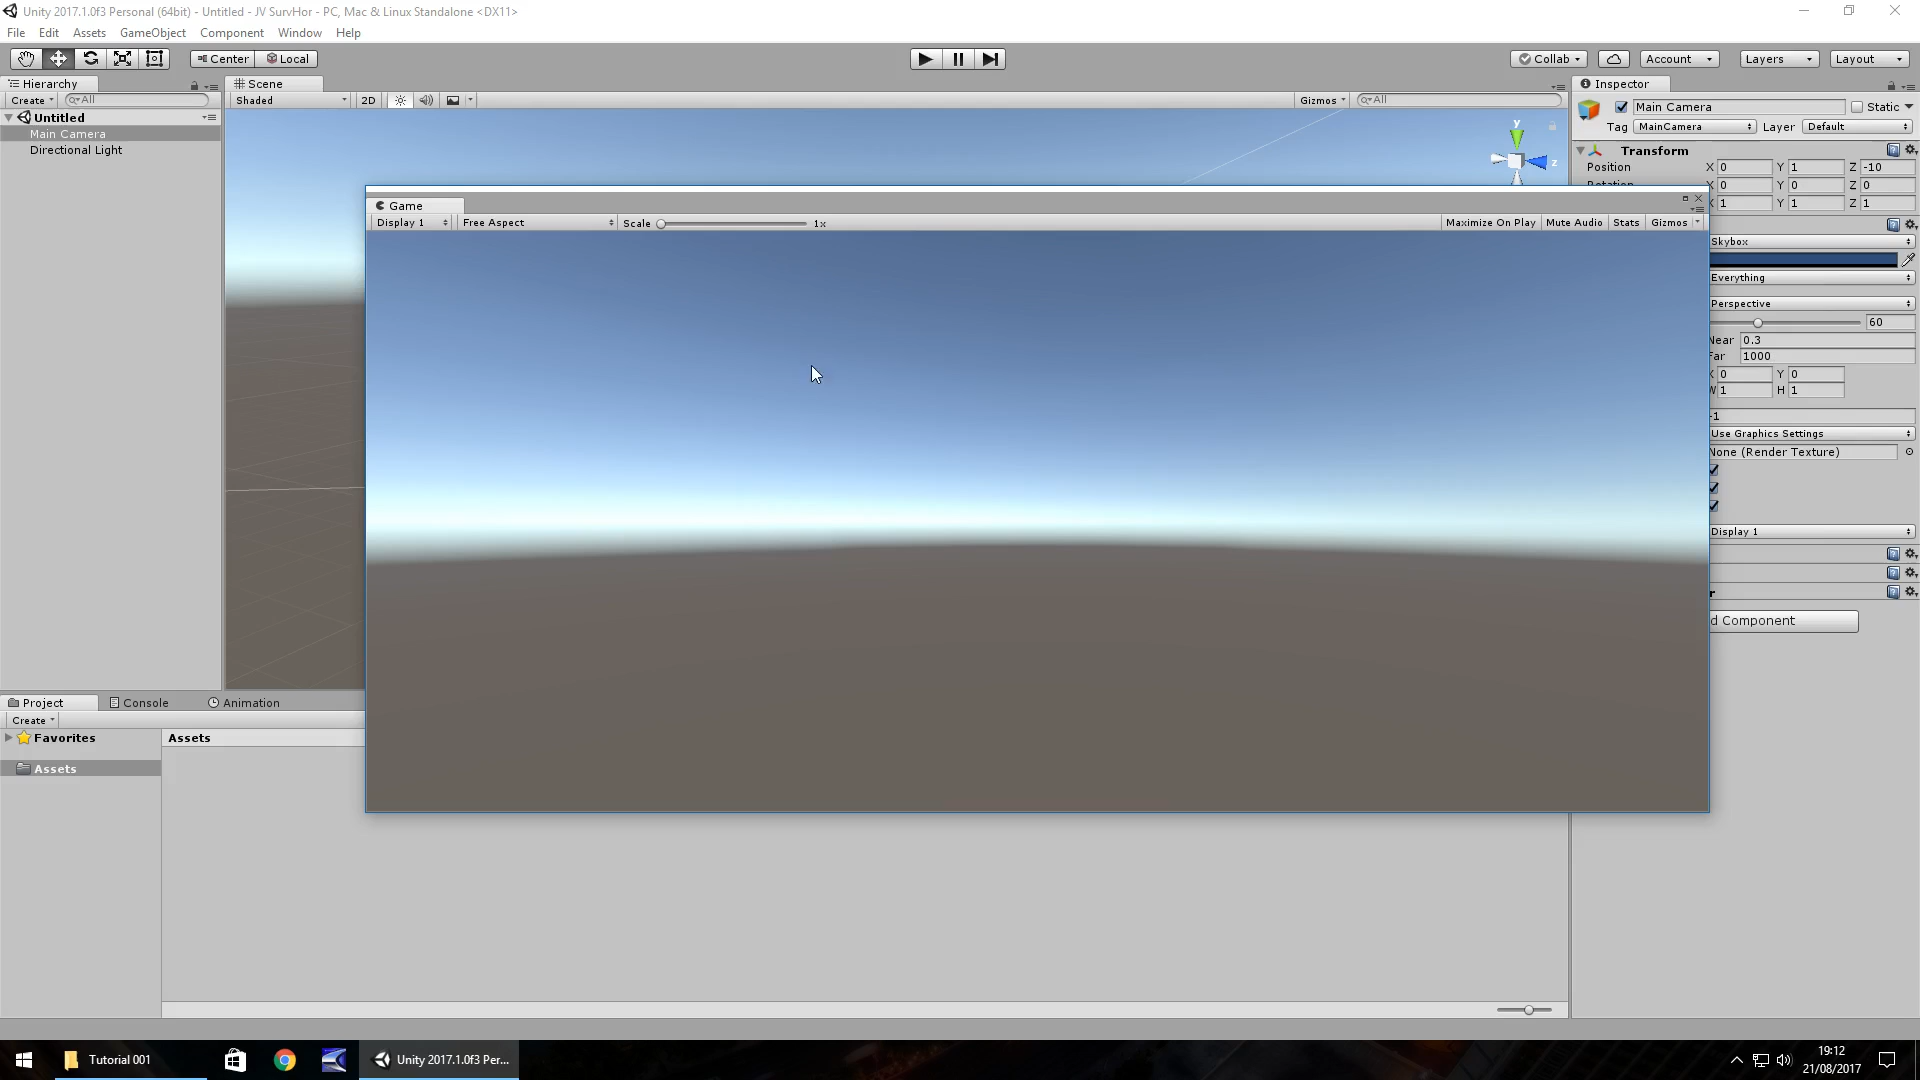 Unity 2017.1.0f3 Personal (64bit) - Untitled - JV SurvHor - PC, Mac & Linux Standalone <DX11>
File Edit Assets GameObject Component Window Help
Center Local Collab Account Layers Layout
Hierarchy Scene Inspector
Create All Shaded 2D Gizmos All
Main Camera Static
Untitled
Tag MainCamera Layer Default
Main Camera
Directional Light
Transform
Position X 0 Y 1 Z -10
X 0 Y 0 Z 0
X 1 Y 1 Z 1
y
z
Game
Display 1 Free Aspect Scale 1x Maximize On Play Mute Audio Stats Gizmos
Skybox
Everything
Perspective
60
Near 0.3
Far 1000
X 0 Y 0
W 1 H 1
-1
Use Graphics Settings
None (Render Texture)
Display 1
r
d Component
Project Console Animation
Create
Favorites Assets
Assets
Tutorial 001 Unity 2017.1.0f3 Per...
19:12
21/08/2017